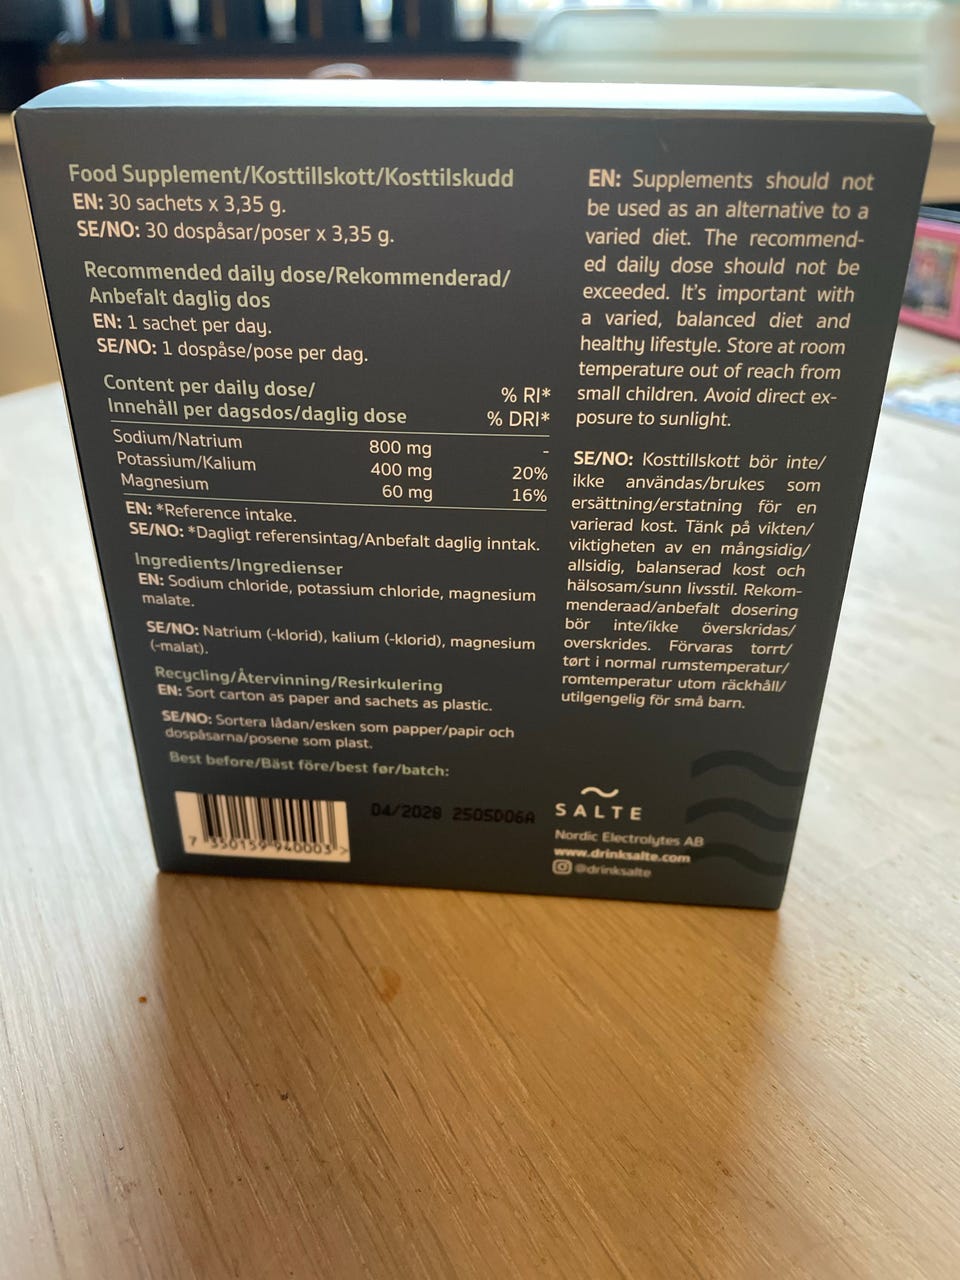 Food Supplement/Kosttillskott/Kosttilskudd
EN: 30 sachets x 3,35 g.
SE/NO: 30 dospåsar/poser x 3,35 g.
Recommended daily dose/Rekommenderad/
Anbefalt daglig dos
EN: 1 sachet per day.
SE/NO: 1 dospåse/pose per dag.
Content per daily dose/ % RI*
Innehåll per dagsdos/daglig dose % DRI*
Sodium/Natrium 800 mg -
Potassium/Kalium 400 mg 20%
Magnesium 60 mg 16%
EN: *Reference intake.
SE/NO: *Dagligt referensintag/Anbefalt daglig inntak.
Ingredients/Ingredienser
EN: Sodium chloride, potassium chloride, magnesium
malate.
SE/NO: Natrium (-klorid), kalium (-klorid), magnesium
(-malat).
Recycling/Återvinning/Resirkulering
EN: Sort carton as paper and sachets as plastic.
SE/NO: Sortera lådan/esken som papper/papir och
dospåsarna/posene som plast.
Best before/Bäst före/best før/batch:
04/2028 2505D06A
7 350159 940003 >
EN: Supplements should not
be used as an alternative to a
varied diet. The recommend-
ed daily dose should not be
exceeded. It's important with
a varied, balanced diet and
healthy lifestyle. Store at room
temperature out of reach from
small children. Avoid direct ex-
posure to sunlight.
SE/NO: Kosttillskott bör inte/
ikke användas/brukes som
ersättning/erstatning för en
varierad kost. Tänk på vikten/
viktigheten av en mångsidig/
allsidig, balanserad kost och
hälsosam/sunn livsstil. Rekom-
menderaad/anbefalt dosering
bör inte/ikke överskridas/
overskrides. Förvaras torrt/
tørt i normal rumstemperatur/
romtemperatur utom räckhåll/
utilgengelig för små barn.
SALTE
Nordic Electrolytes AB
www.drinksalte.com
@drinksalte